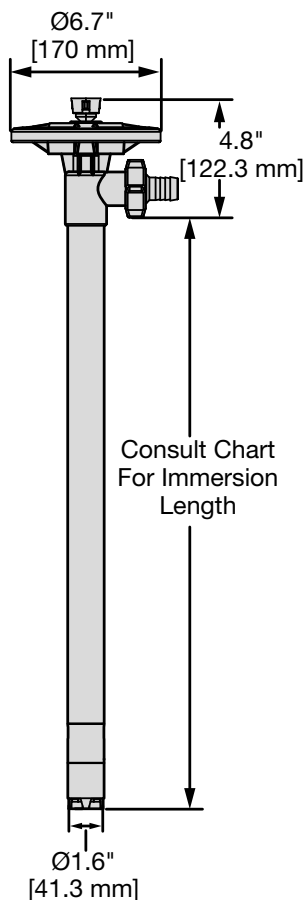 Ø6.7"
[170 mm]
4.8"
[122.3 mm]
Consult Chart
For Immersion
Length
Ø1.6"
[41.3 mm]